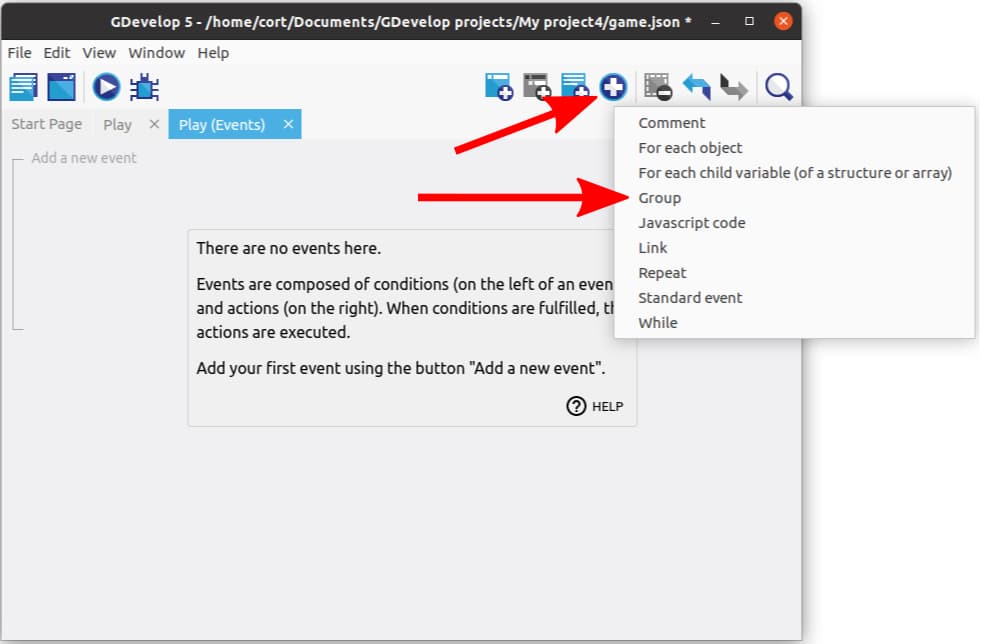 GDevelop 5 - /home/cort/Documents/GDevelop projects/My project4/game.json *
File Edit View Window Help
Start Page Play Play (Events)
Add a new event
Comment
For each object
For each child variable (of a structure or array)
Group
Javascript code
Link
Repeat
Standard event
While
There are no events here.
Events are composed of conditions (on the left of an even
and actions (on the right). When conditions are fulfilled, th
actions are executed.
Add your first event using the button "Add a new event".
HELP